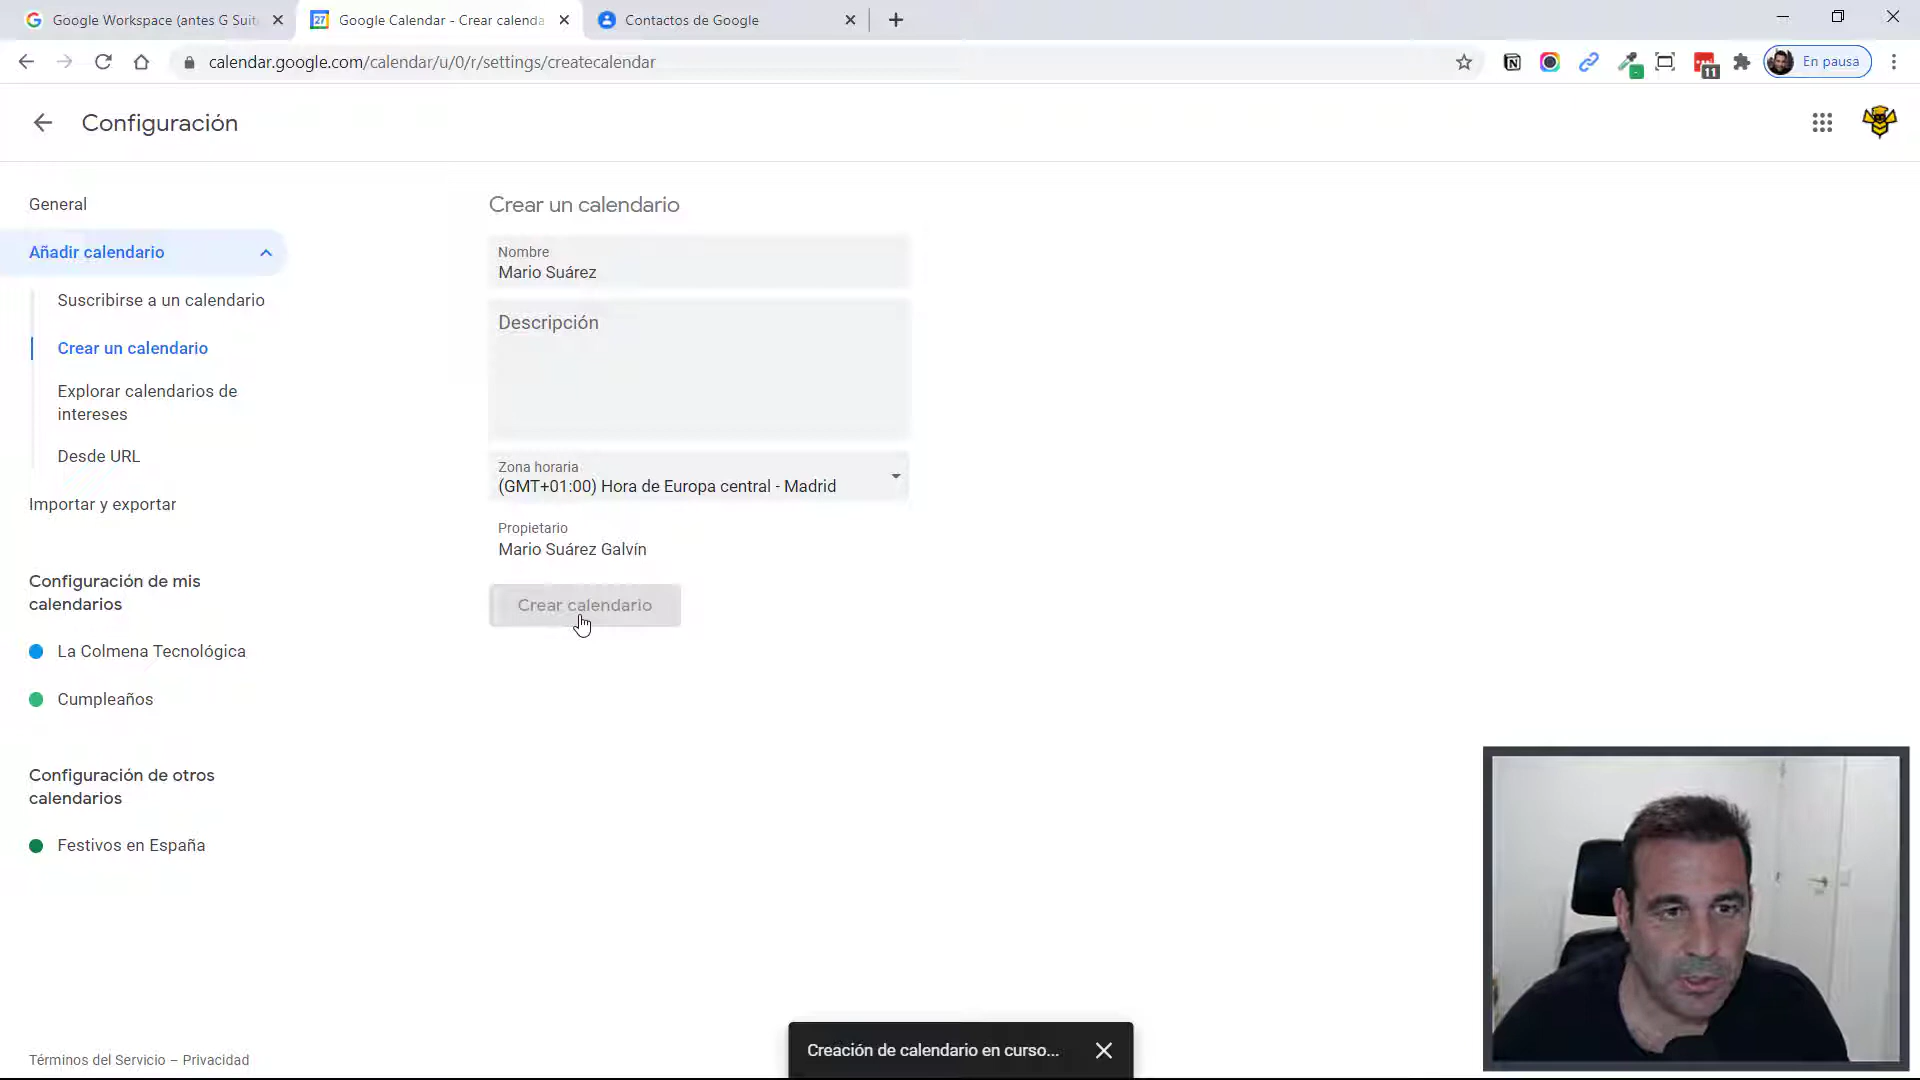 Google Workspace (antes G Suit
Google Calendar - Crear calenda
Contactos de Google
calendar.google.com/calendar/u/0/r/settings/createcalendar
11
En pausa
27
Configuración
General
Añadir calendario
Suscribirse a un calendario
Crear un calendario
Explorar calendarios de
intereses
Desde URL
Importar y exportar
Configuración de mis
calendarios
La Colmena Tecnológica
Cumpleaños
Configuración de otros
calendarios
Festivos en España
Términos del Servicio – Privacidad
Crear un calendario
Nombre
Mario Suárez
Descripción
Zona horaria
(GMT+01:00) Hora de Europa central - Madrid
Propietario
Mario Suárez Galvín
Crear calendario
Creación de calendario en curso...